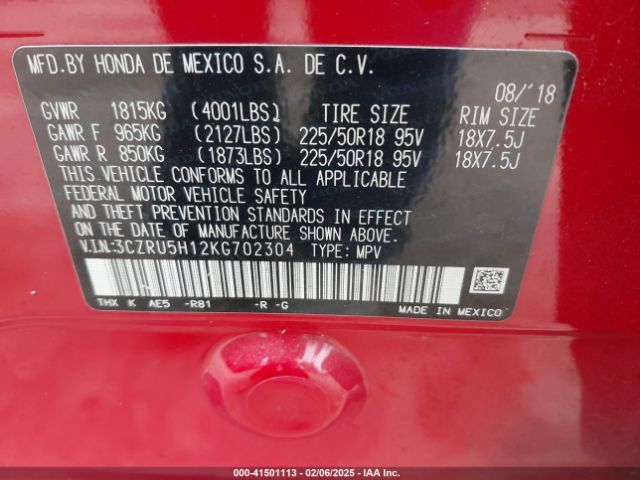 MFD.BY HONDA DE MEXICO S.A. DE C.V.
08/'18
GVWR 1815KG (4001LBS) TIRE SIZE RIM SIZE
GAWR F 965KG (2127LBS) 225/50R18 95V 18X7.5J
GAWR R 850KG (1873LBS) 225/50R18 95V 18X7.5J
THIS VEHICLE CONFORMS TO ALL APPLICABLE
FEDERAL MOTOR VEHICLE SAFETY
AND THEFT PREVENTION STANDARDS IN EFFECT
ON THE DATE OF MANUFACTURE SHOWN ABOVE.
V.I.N:3CZRU5H12KG702304 TYPE: MPV
THX K AE5 -R81 -R -G MADE IN MEXICO
000-41501113 - 02/06/2025 - IAA Inc.